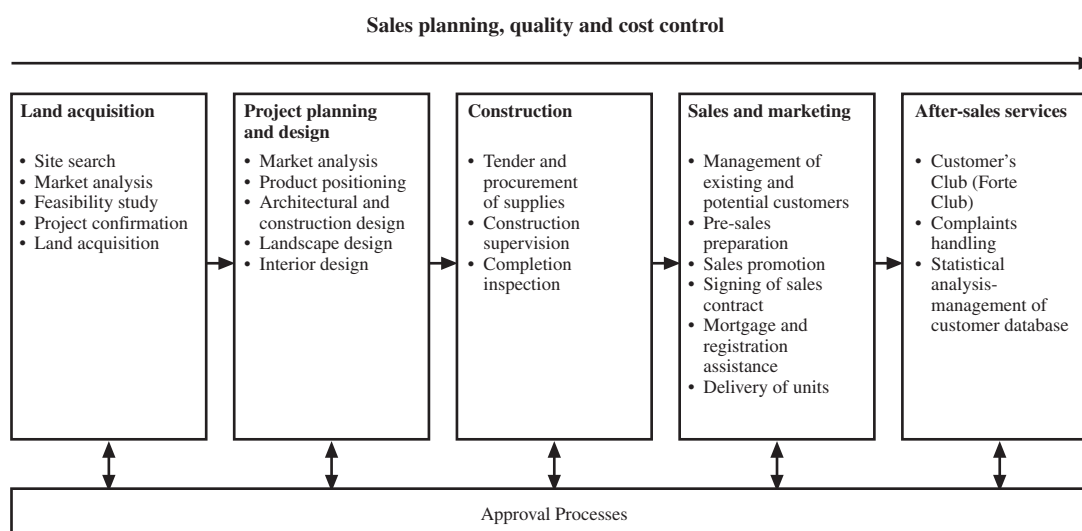 Sales planning, quality and cost control
Land acquisition
• Site search
• Market analysis
• Feasibility study
• Project confirmation
• Land acquisition
Project planning
and design
• Market analysis
• Product positioning
• Architectural and
construction design
• Landscape design
• Interior design
Construction
• Tender and
procurement
of supplies
• Construction
supervision
• Completion
inspection
Sales and marketing
• Management of
existing and
potential customers
• Pre-sales
preparation
• Sales promotion
• Signing of sales
contract
• Mortgage and
registration
assistance
• Delivery of units
After-sales services
• Customer’s
Club (Forte
Club)
• Complaints
handling
• Statistical
analysis-
management of
customer database
Approval Processes